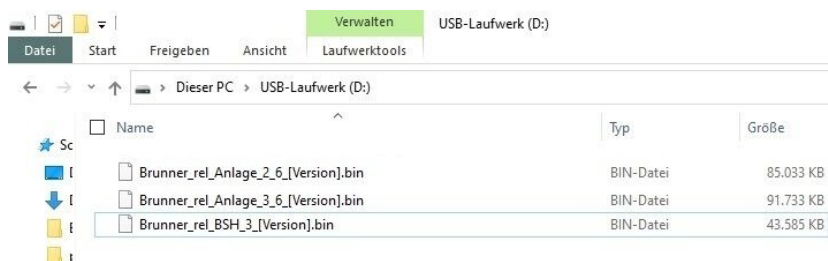 Verwalten USB-Laufwerk (D:)
Datei Start Freigeben Ansicht Laufwerktools
Dieser PC › USB-Laufwerk (D:)
Name Typ Größe
Sc
Brunner_rel_Anlage_2_6_[Version].bin BIN-Datei 85.033 KB
Brunner_rel_Anlage_3_6_[Version].bin BIN-Datei 91.733 KB
Brunner_rel_BSH_3_[Version].bin BIN-Datei 43.585 KB